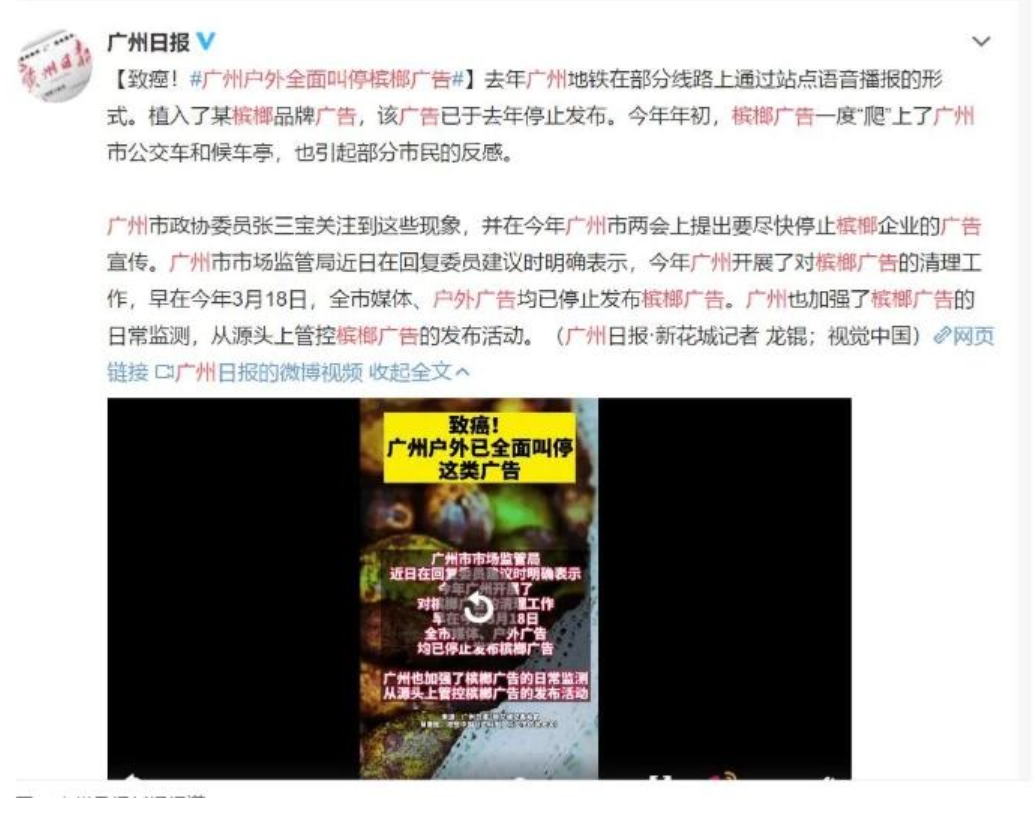 广州日报
【致癌！#广州户外全面叫停槟榔广告#】去年广州地铁在部分线路上通过站点语音播报的形
式。植入了某槟榔品牌广告，该广告已于去年停止发布。今年年初，槟榔广告一度“爬”上了广州
市公交车和候车亭，也引起部分市民的反感。
广州市政协委员张三宝关注到这些现象，并在今年广州市两会上提出要尽快停止槟榔企业的广告
宣传。广州市市场监管局近日在回复委员建议时明确表示，今年广州开展了对槟榔广告的清理工
作，早在今年3月18日，全市媒体、户外广告均已停止发布槟榔广告。广州也加强了槟榔广告的
日常监测，从源头上管控槟榔广告的发布活动。（广州日报·新花城记者 龙锟；视觉中国）网页
链接 广州日报的微博视频 收起全文
致癌！
广州户外已全面叫停
这类广告
广州市市场监管局
近日在回复委员建议时明确表示
今年广州开展了
对槟榔广告的清理工作
早在今年3月18日
全市媒体、户外广告
均已停止发布槟榔广告
广州也加强了槟榔广告的日常监测
从源头上管控槟榔广告的发布活动